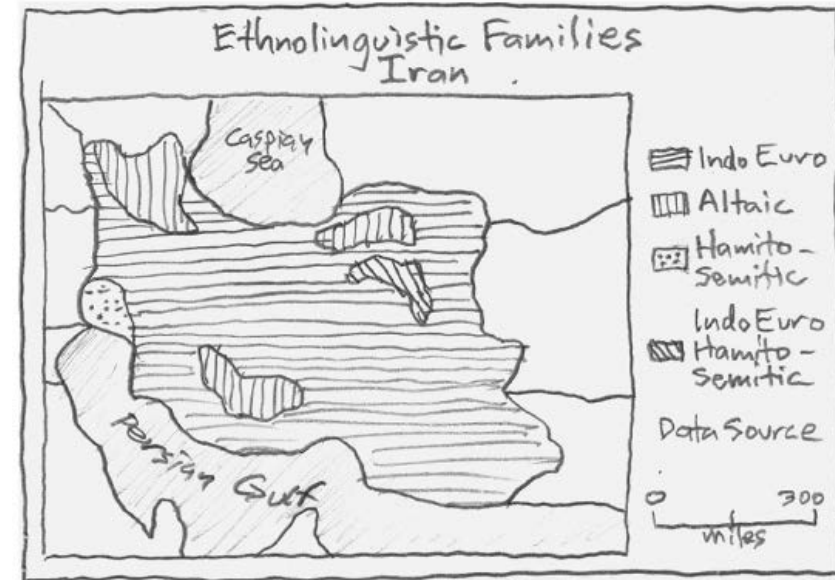 Ethnolinguistic Families
Iran
Caspian
Sea
Indo Euro
Altaic
Hamito-
Semitic
Indo Euro
Hamito-
Semitic
Data Source
0 300
miles
Persian Gulf